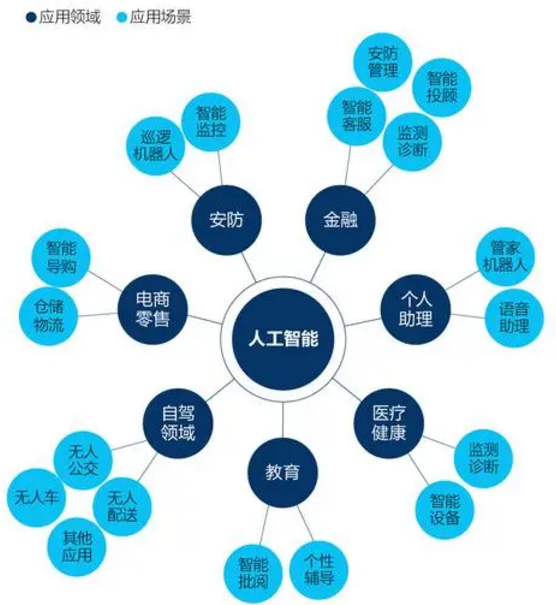 应用领域 应用场景
安防
管理
智能
投顾
智能
客服
监测
诊断
智能
监控
巡逻
机器人
安防
金融
智能
导购
仓储
物流
电商
零售
管家
机器人
语音
助理
个人
助理
人工智能
自驾
领域
医疗
健康
无人
公交
无人车
无人
配送
其他
应用
教育
监测
诊断
智能
设备
智能
批阅
个性
辅导